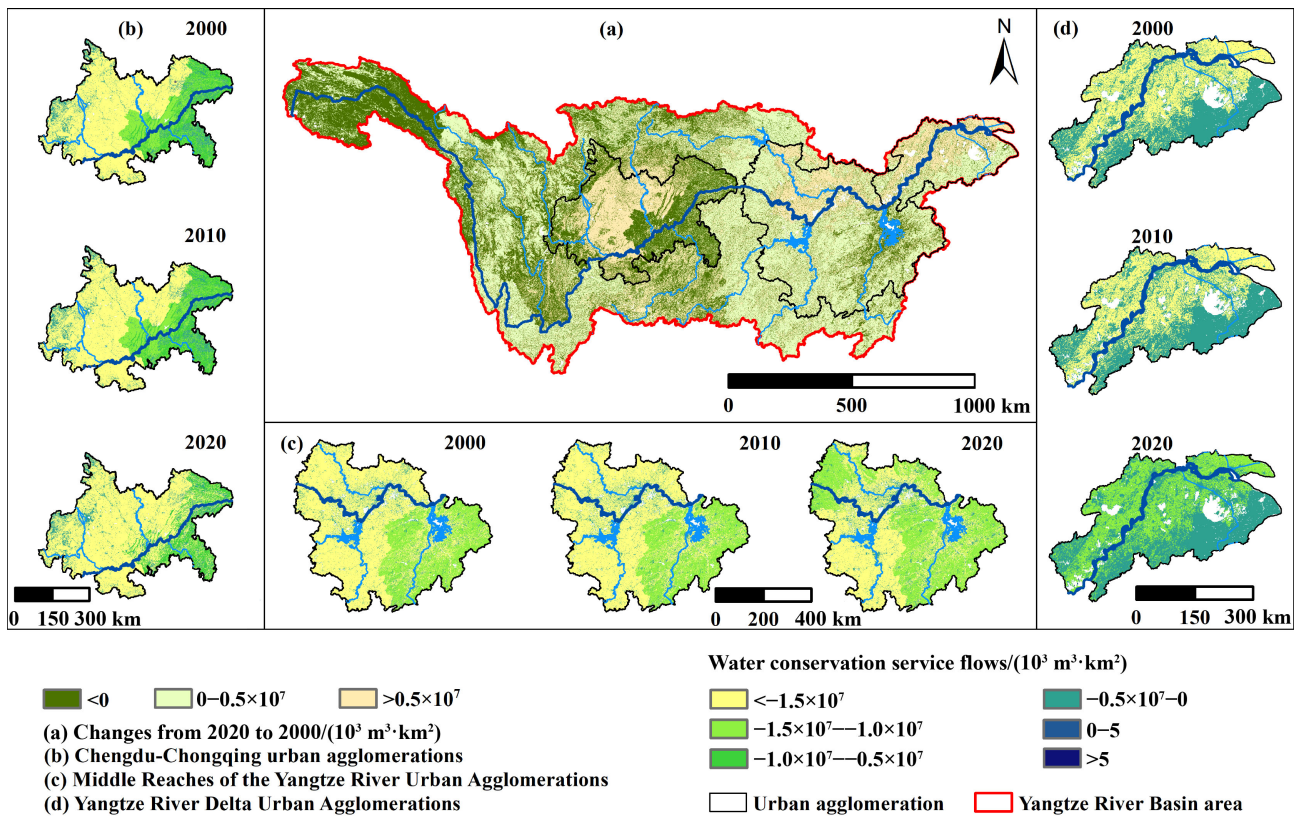 (b)
2000
2010
2020
0 150 300 km
(a)
N
0 500 1000 km
(c)
2000
2010
2020
0 200 400 km
(d)
2000
2010
2020
0 150 300 km
<0
0−0.5×10⁷
>0.5×10⁷
(a) Changes from 2020 to 2000/(10³ m³·km²)
(b) Chengdu-Chongqing urban agglomerations
(c) Middle Reaches of the Yangtze River Urban Agglomerations
(d) Yangtze River Delta Urban Agglomerations
Water conservation service flows/(10³ m³·km²)
<−1.5×10⁷
−1.5×10⁷−−1.0×10⁷
−1.0×10⁷−−0.5×10⁷
−0.5×10⁷−0
0−5
>5
Urban agglomeration
Yangtze River Basin area